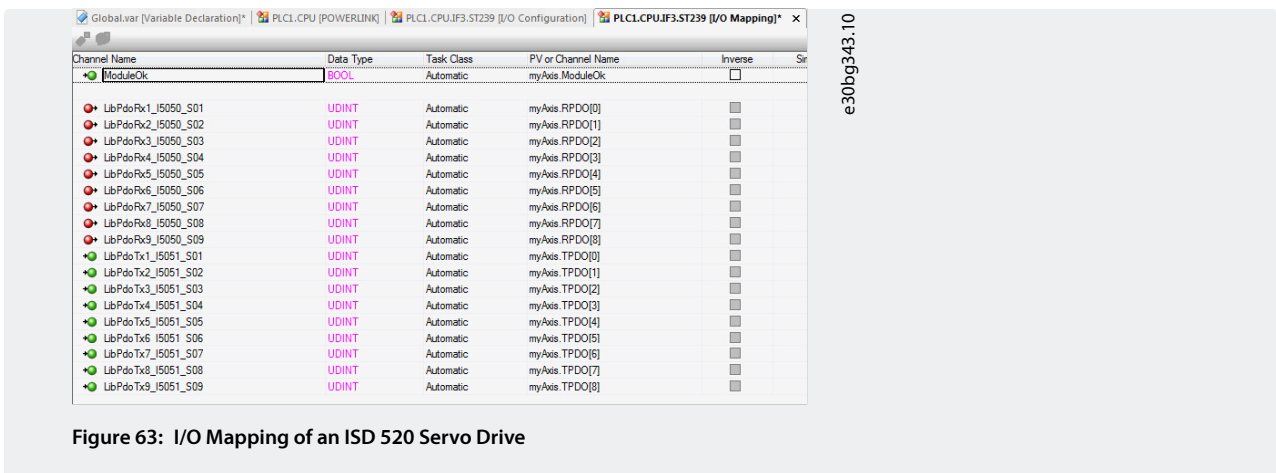 Global.var [Variable Declaration]* PLC1.CPU [POWERLINK] PLC1.CPU.IF3.ST239 [I/O Configuration] PLC1.CPU.IF3.ST239 [I/O Mapping]* x
Channel Name Data Type Task Class PV or Channel Name Inverse Sir
ModuleOk BOOL Automatic myAxis.ModuleOk
LibPdoRx1_I5050_S01 UDINT Automatic myAxis.RPDO[0]
LibPdoRx2_I5050_S02 UDINT Automatic myAxis.RPDO[1]
LibPdoRx3_I5050_S03 UDINT Automatic myAxis.RPDO[2]
LibPdoRx4_I5050_S04 UDINT Automatic myAxis.RPDO[3]
LibPdoRx5_I5050_S05 UDINT Automatic myAxis.RPDO[4]
LibPdoRx6_I5050_S06 UDINT Automatic myAxis.RPDO[5]
LibPdoRx7_I5050_S07 UDINT Automatic myAxis.RPDO[6]
LibPdoRx8_I5050_S08 UDINT Automatic myAxis.RPDO[7]
LibPdoRx9_I5050_S09 UDINT Automatic myAxis.RPDO[8]
LibPdoTx1_I5051_S01 UDINT Automatic myAxis.TPDO[0]
LibPdoTx2_I5051_S02 UDINT Automatic myAxis.TPDO[1]
LibPdoTx3_I5051_S03 UDINT Automatic myAxis.TPDO[2]
LibPdoTx4_I5051_S04 UDINT Automatic myAxis.TPDO[3]
LibPdoTx5_I5051_S05 UDINT Automatic myAxis.TPDO[4]
LibPdoTx6_I5051_S06 UDINT Automatic myAxis.TPDO[5]
LibPdoTx7_I5051_S07 UDINT Automatic myAxis.TPDO[6]
LibPdoTx8_I5051_S08 UDINT Automatic myAxis.TPDO[7]
LibPdoTx9_I5051_S09 UDINT Automatic myAxis.TPDO[8]
e30bg343.10
Figure 63: I/O Mapping of an ISD 520 Servo Drive